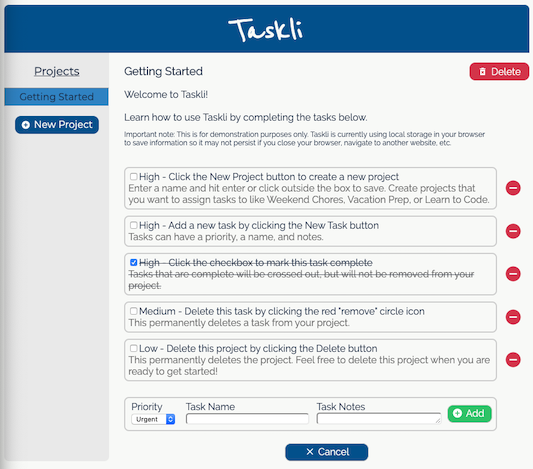 Taskli
Projects
Getting Started
New Project
Getting Started
Delete
Welcome to Taskli!
Learn how to use Taskli by completing the tasks below.
Important note: This is for demonstration purposes only. Taskli is currently using local storage in your browser
to save information so it may not persist if you close your browser, navigate to another website, etc.
High - Click the New Project button to create a new project
Enter a name and hit enter or click outside the box to save. Create projects that
you want to assign tasks to like Weekend Chores, Vacation Prep, or Learn to Code.
High - Add a new task by clicking the New Task button
Tasks can have a priority, a name, and notes.
High - Click the checkbox to mark this task complete
Tasks that are complete will be crossed out, but will not be removed from your
project.
Medium - Delete this task by clicking the red "remove" circle icon
This permanently deletes a task from your project.
Low - Delete this project by clicking the Delete button
This permanently deletes the project. Feel free to delete this project when you are
ready to get started!
Priority Task Name Task Notes
Urgent
Add
Cancel